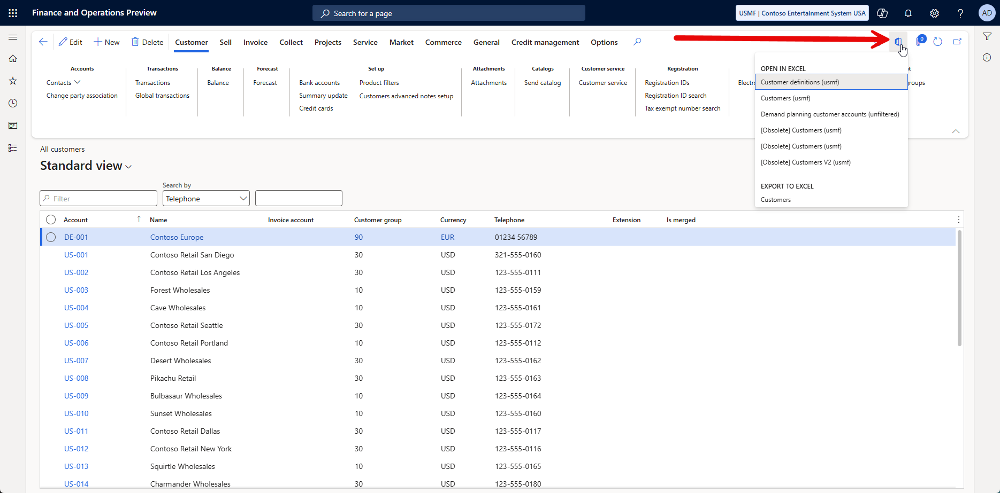 Finance and Operations Preview
Search for a page
USMF | Contoso Entertainment System USA
AD
Edit
New
Delete
Customer
Sell
Invoice
Collect
Projects
Service
Market
Commerce
General
Credit management
Options
0
Accounts
Contacts
Change party association
Transactions
Transactions
Global transactions
Balance
Balance
Forecast
Forecast
Set up
Bank accounts
Summary update
Credit cards
Product filters
Customers advanced notes setup
Attachments
Attachments
Catalogs
Send catalog
Customer service
Customer service
Registration
Registration IDs
Registration ID search
Tax exempt number search
OPEN IN EXCEL
Customer definitions (usmf)
Customers (usmf)
Demand planning customer accounts (unfiltered)
[Obsolete] Customers (usmf)
[Obsolete] Customers (usmf)
[Obsolete] Customers V2 (usmf)
EXPORT TO EXCEL
Customers
All customers
Standard view
Search by
Filter
Telephone
Account Name Invoice account Customer group Currency Telephone Extension Is merged
DE-001 Contoso Europe 90 EUR 01234 56789
US-001 Contoso Retail San Diego 30 USD 321-555-0160
US-002 Contoso Retail Los Angeles 30 USD 123-555-0111
US-003 Forest Wholesales 10 USD 123-555-0159
US-004 Cave Wholesales 10 USD 123-555-0161
US-005 Contoso Retail Seattle 30 USD 123-555-0172
US-006 Contoso Retail Portland 10 USD 123-555-0112
US-007 Desert Wholesales 30 USD 123-555-0162
US-008 Pikachu Retail 30 USD 123-555-0163
US-009 Bulbasaur Wholesales 10 USD 123-555-0164
US-010 Sunset Wholesales 10 USD 123-555-0160
US-011 Contoso Retail Dallas 30 USD 123-555-0117
US-012 Contoso Retail New York 30 USD 123-555-0116
US-013 Squirtle Wholesales 10 USD 123-555-0165
US-014 Charmander Wholesales 30 USD 123-555-0180